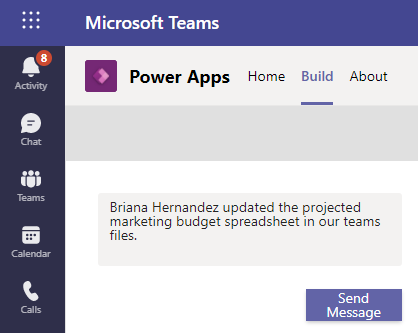 Microsoft Teams
8
Activity
Power Apps Home Build About
Chat
Teams
Briana Hernandez updated the projected
marketing budget spreadsheet in our teams
files.
Calendar
Calls
Send
Message